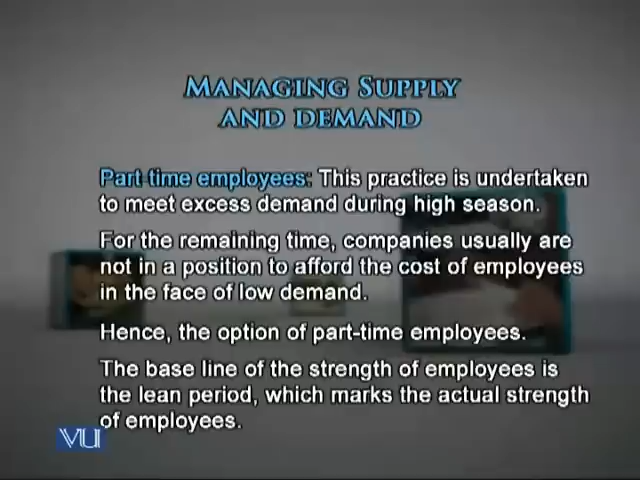 MANAGING SUPPLY
AND DEMAND
Part time employees: This practice is undertaken
to meet excess demand during high season.
For the remaining time, companies usually are
not in a position to afford the cost of employees
in the face of low demand.
Hence, the option of part-time employees.
The base line of the strength of employees is
the lean period, which marks the actual strength
of employees.
VU